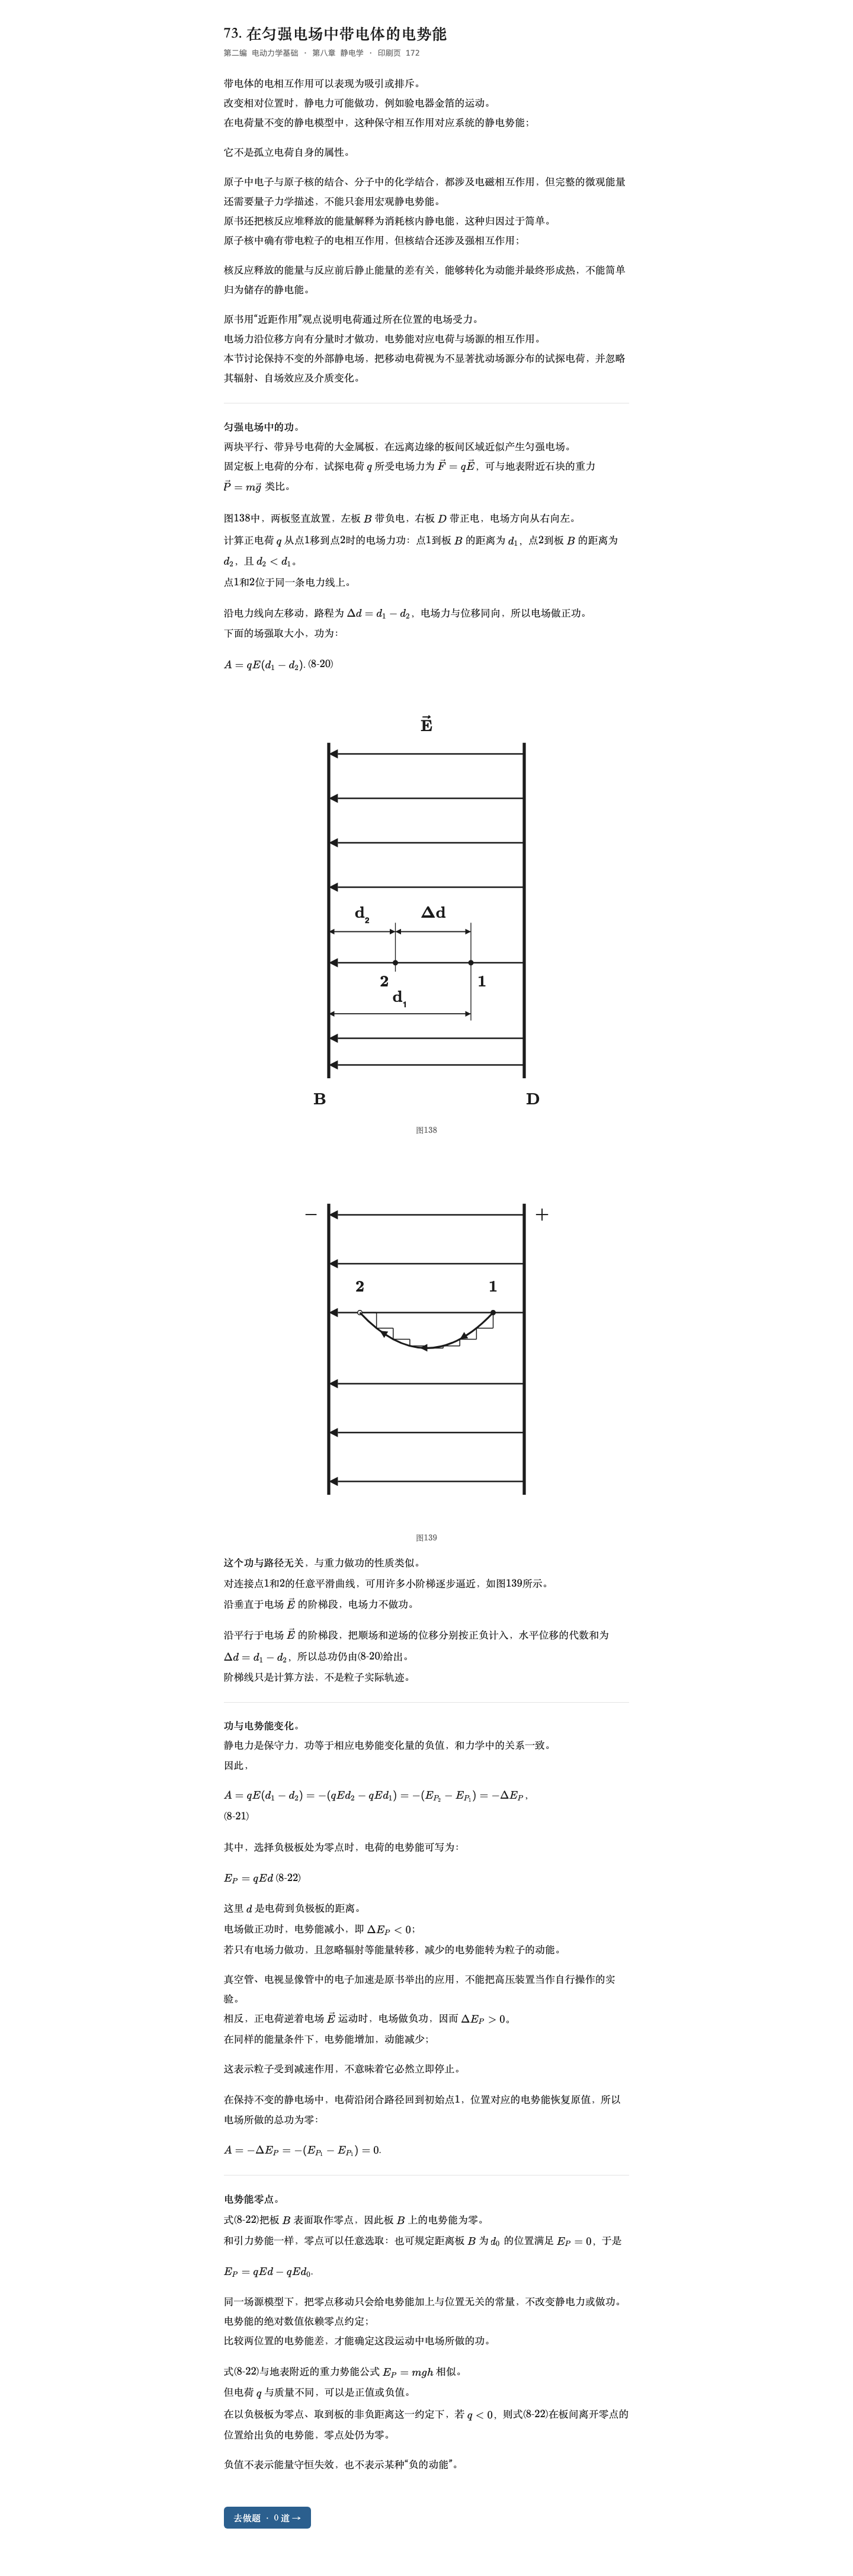 73. 在匀强电场中带电体的电势能
第二编 电动力学基础 · 第八章 静电学 · 印刷页 172
带电体的电相互作用可以表现为吸引或排斥。
改变相对位置时，静电力可能做功，例如验电器金箔的运动。
在电荷量不变的静电模型中，这种保守相互作用对应系统的静电势能；
它不是孤立电荷自身的属性。
原子中电子与原子核的结合、分子中的化学结合，都涉及电磁相互作用，但完整的微观能量
还需要量子力学描述，不能只套用宏观静电势能。
原书还把核反应堆释放的能量解释为消耗核内静电能，这种归因过于简单。
原子核中确有带电粒子的电相互作用，但核结合还涉及强相互作用；
核反应释放的能量与反应前后静止能量的差有关，能够转化为动能并最终形成热，不能简单
归为储存的静电能。
原书用“近距作用”观点说明电荷通过所在位置的电场受力。
电场力沿位移方向有分量时才做功，电势能对应电荷与场源的相互作用。
本节讨论保持不变的外部静电场，把移动电荷视为不显著扰动场源分布的试探电荷，并忽略
其辐射、自场效应及介质变化。
匀强电场中的功。
两块平行、带异号电荷的大金属板，在远离边缘的板间区域近似产生匀强电场。
固定板上电荷的分布，试探电荷 q 所受电场力为 F⃗ = qE⃗，可与地表附近石块的重力
P⃗ = mg⃗ 类比。
图138中，两板竖直放置，左板 B 带负电，右板 D 带正电，电场方向从右向左。
计算正电荷 q 从点1移到点2时的电场力功：点1到板 B 的距离为 d₁，点2到板 B 的距离为
d₂，且 d₂ < d₁。
点1和2位于同一条电力线上。
沿电力线向左移动，路程为 Δd = d₁ − d₂，电场力与位移同向，所以电场做正功。
下面的场强取大小，功为：
A = qE(d₁ − d₂). (8-20)
E⃗
d₂ Δd
2 1
d₁
B D
图138
− +
2 1
图139
这个功与路径无关，与重力做功的性质类似。
对连接点1和2的任意平滑曲线，可用许多小阶梯逐步逼近，如图139所示。
沿垂直于电场 E⃗ 的阶梯段，电场力不做功。
沿平行于电场 E⃗ 的阶梯段，把顺场和逆场的位移分别按正负计入，水平位移的代数和为
Δd = d₁ − d₂，所以总功仍由(8-20)给出。
阶梯线只是计算方法，不是粒子实际轨迹。
功与电势能变化。
静电力是保守力，功等于相应电势能变化量的负值，和力学中的关系一致。
因此，
A = qE(d₁ − d₂) = −(qEd₂ − qEd₁) = −(E_{P₂} − E_{P₁}) = −ΔE_P，
(8-21)
其中，选择负极板处为零点时，电荷的电势能可写为：
E_P = qEd (8-22)
这里 d 是电荷到负极板的距离。
电场做正功时，电势能减小，即 ΔE_P < 0；
若只有电场力做功，且忽略辐射等能量转移，减少的电势能转为粒子的动能。
真空管、电视显像管中的电子加速是原书举出的应用，不能把高压装置当作自行操作的实
验。
相反，正电荷逆着电场 E⃗ 运动时，电场做负功，因而 ΔE_P > 0。
在同样的能量条件下，电势能增加，动能减少；
这表示粒子受到减速作用，不意味着它必然立即停止。
在保持不变的静电场中，电荷沿闭合路径回到初始点1，位置对应的电势能恢复原值，所以
电场所做的总功为零：
A = −ΔE_P = −(E_{P₁} − E_{P₁}) = 0.
电势能零点。
式(8-22)把板 B 表面取作零点，因此板 B 上的电势能为零。
和引力势能一样，零点可以任意选取：也可规定距离板 B 为 d₀ 的位置满足 E_P = 0，于是
E_P = qEd − qEd₀.
同一场源模型下，把零点移动只会给电势能加上与位置无关的常量，不改变静电力或做功。
电势能的绝对数值依赖零点约定；
比较两位置的电势能差，才能确定这段运动中电场所做的功。
式(8-22)与地表附近的重力势能公式 E_P = mgh 相似。
但电荷 q 与质量不同，可以是正值或负值。
在以负极板为零点、取到板的非负距离这一约定下，若 q < 0，则式(8-22)在板间离开零点的
位置给出负的电势能，零点处仍为零。
负值不表示能量守恒失效，也不表示某种“负的动能”。
去做题 · 0 道 →